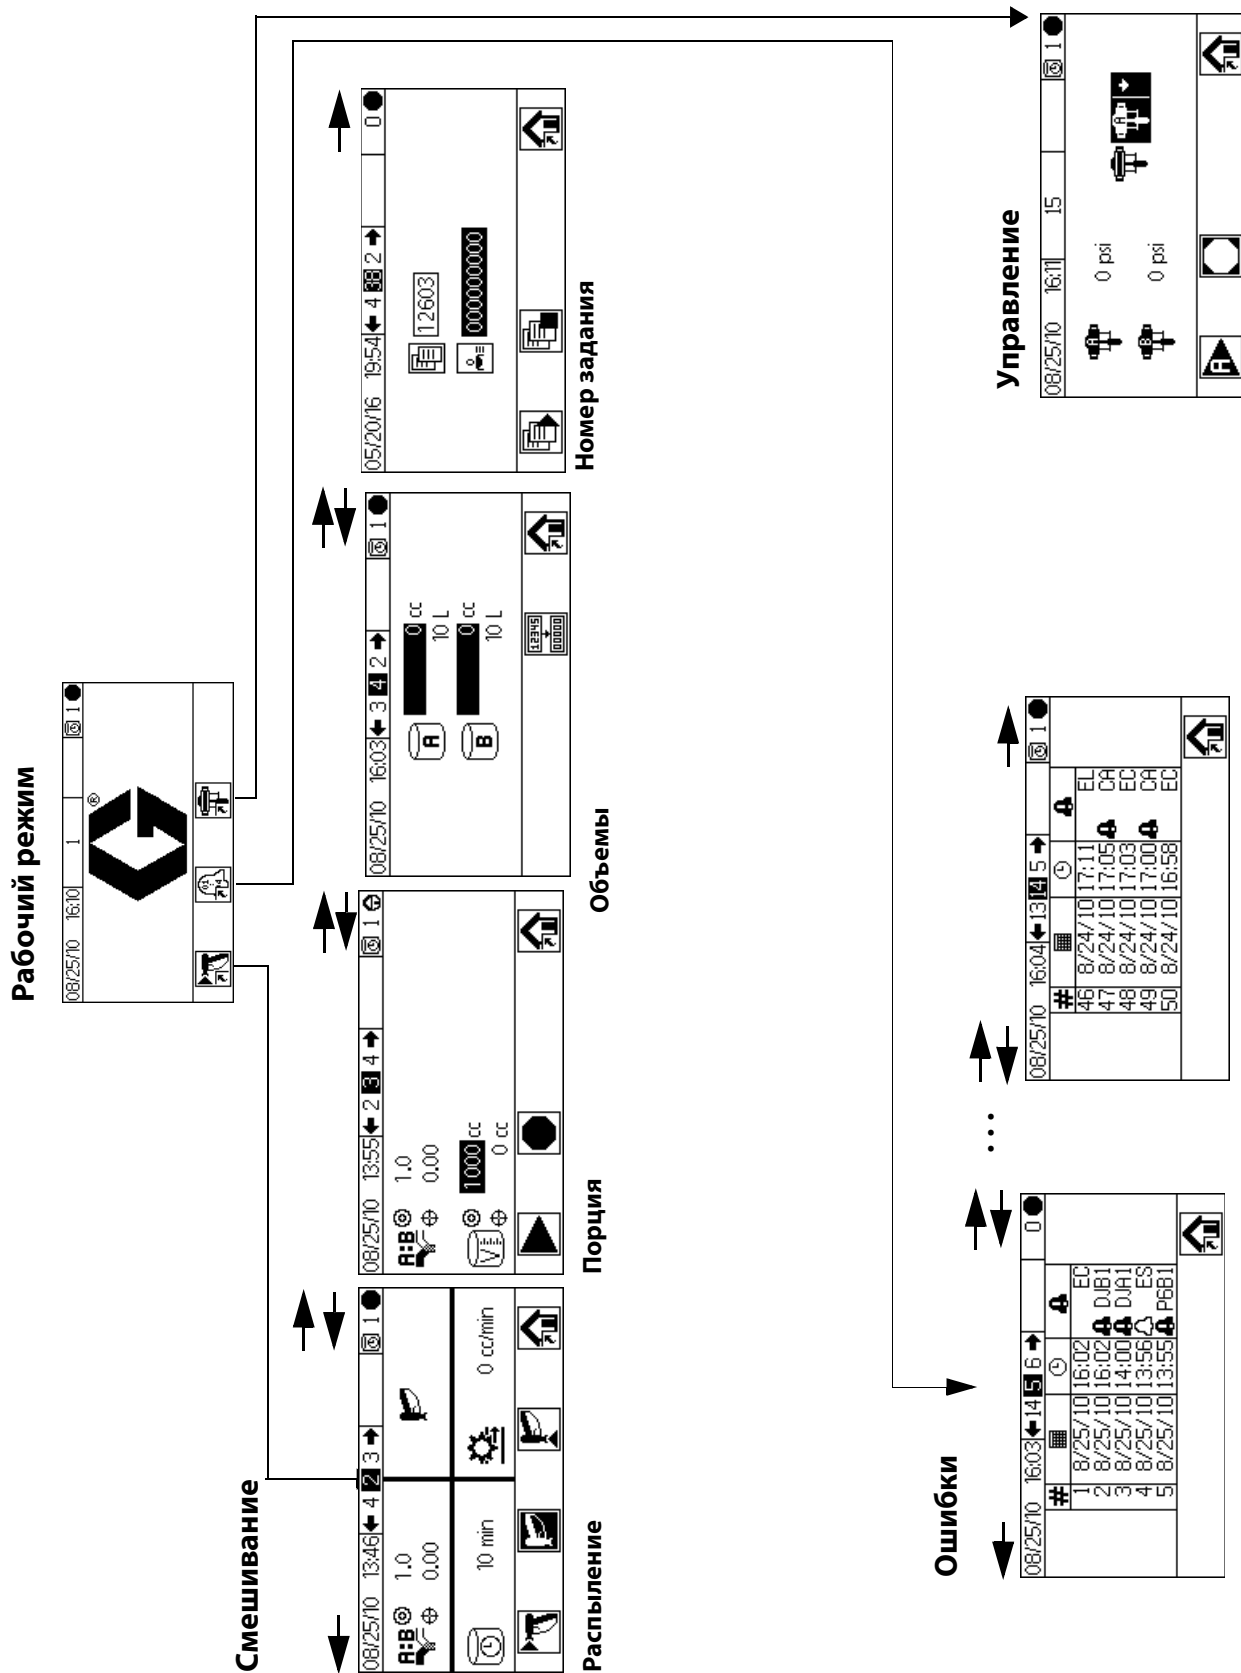 Рабочий режим
08/25/10 16:10 1 1
®
Смешивание
08/25/10 13:46 4 2 3 1
A:B 1.0
0.00
10 min
0 cc/min
Распыление
08/25/10 13:55 2 3 4 1
A:B 1.0
0.00
1000 cc
0 cc
Порция
08/25/10 16:03 3 4 2 1
A 0 cc
10 L
B 0 cc
10 L
12345
00000
Объемы
05/20/16 19:54 4 38 2 0
12603
000000000
Номер задания
Ошибки
08/25/10 16:03 14 5 6 0
#
1 8/25/10 16:02 EC
2 8/25/10 16:02 DJB1
3 8/25/10 14:00 DJA1
4 8/25/10 13:56 ES
5 8/25/10 13:55 P6B1
...
08/25/10 16:04 13 14 5 1
#
46 8/24/10 17:11 EL
47 8/24/10 17:05 CA
48 8/24/10 17:03 EC
49 8/24/10 17:00 CA
50 8/24/10 16:58 EC
Управление
08/25/10 16:11 15 1
A 0 psi
B 0 psi
A
A